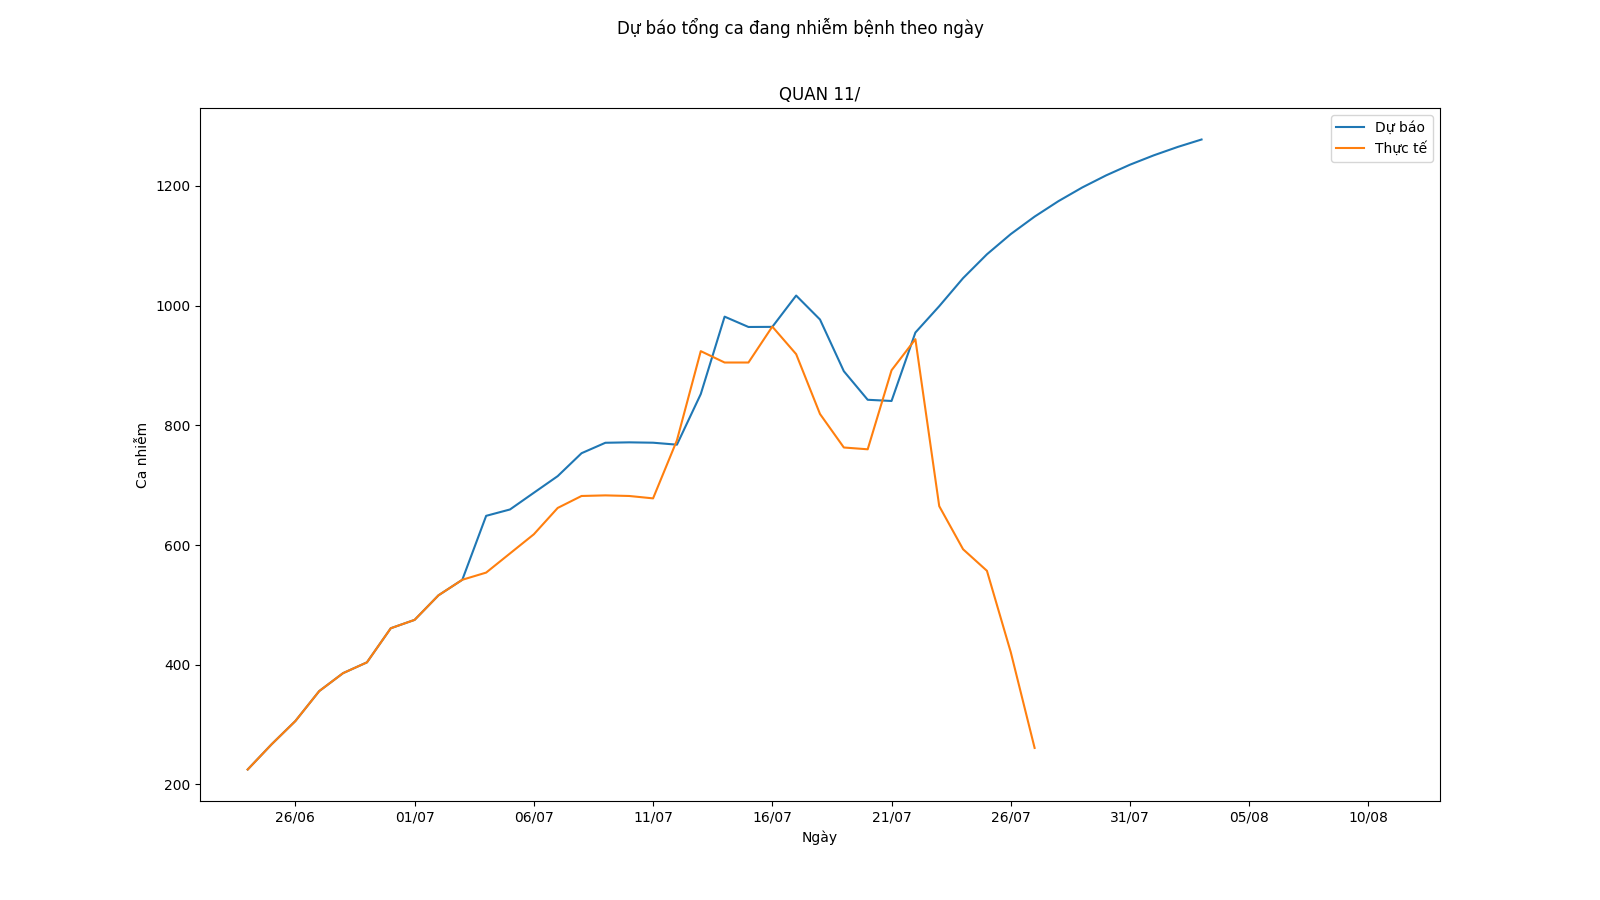 Dự báo tổng ca đang nhiễm bệnh theo ngày
QUAN 11/
Dự báo
Thực tế
1200
1000
800
600
400
200
Ca nhiễm
26/06 01/07 06/07 11/07 16/07 21/07 26/07 31/07 05/08 10/08
Ngày